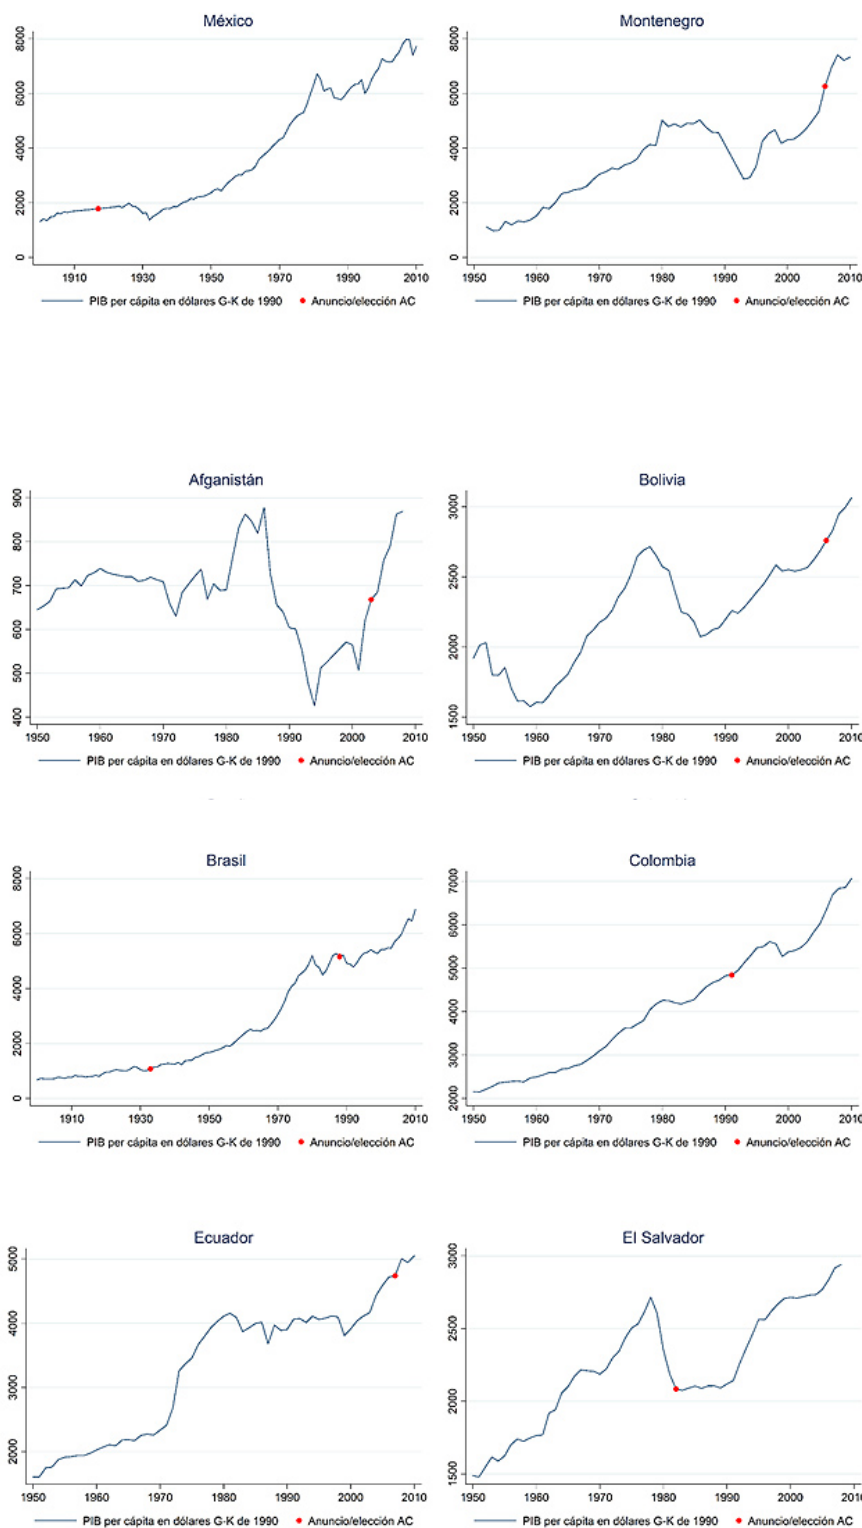 México
Montenegro
8000
6000
4000
2000
0
1910 1930 1950 1970 1990 2010
PIB per cápita en dólares G-K de 1990 Anuncio/elección AC
8000
6000
4000
2000
0
1950 1960 1970 1980 1990 2000 2010
PIB per cápita en dólares G-K de 1990 Anuncio/elección AC
Afganistán
Bolivia
900
800
700
600
500
400
1950 1960 1970 1980 1990 2000 2010
PIB per cápita en dólares G-K de 1990 Anuncio/elección AC
3000
2500
2000
1500
1950 1960 1970 1980 1990 2000 2010
PIB per cápita en dólares G-K de 1990 Anuncio/elección AC
Brasil
Colombia
8000
6000
4000
2000
0
1910 1930 1950 1970 1990 2010
PIB per cápita en dólares G-K de 1990 Anuncio/elección AC
7000
6000
5000
4000
3000
2000
1950 1960 1970 1980 1990 2000 2010
PIB per cápita en dólares G-K de 1990 Anuncio/elección AC
Ecuador
El Salvador
5000
4000
3000
2000
1950 1960 1970 1980 1990 2000 2010
PIB per cápita en dólares G-K de 1990 Anuncio/elección AC
3000
2500
2000
1500
1950 1960 1970 1980 1990 2000 2010
PIB per cápita en dólares G-K de 1990 Anuncio/elección AC